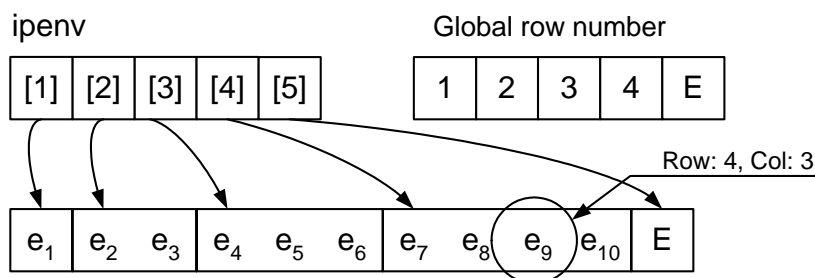 ipenv
Global row number
[1] [2] [3] [4] [5]
1 2 3 4 E
Row: 4, Col: 3
e₁ e₂ e₃ e₄ e₅ e₆ e₇ e₈ e₉ e₁₀ E